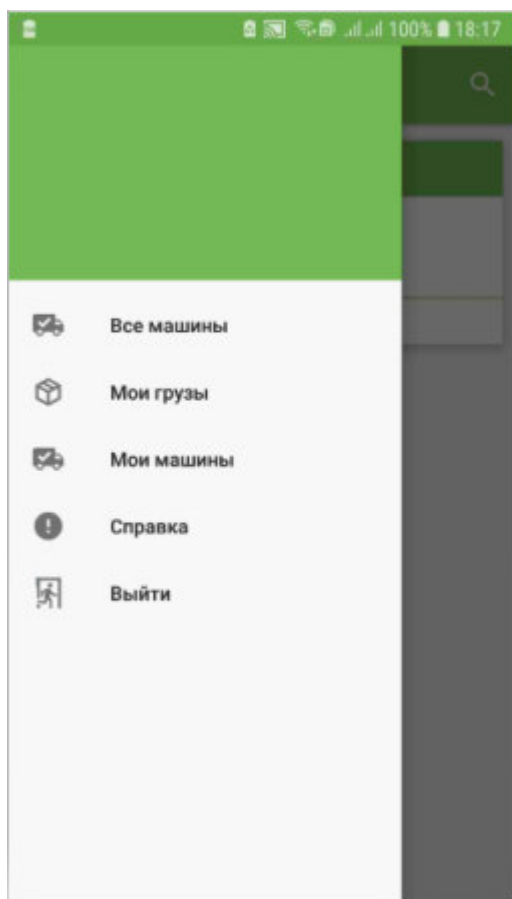 100% 18:17
Все машины
Мои грузы
Мои машины
Справка
Выйти